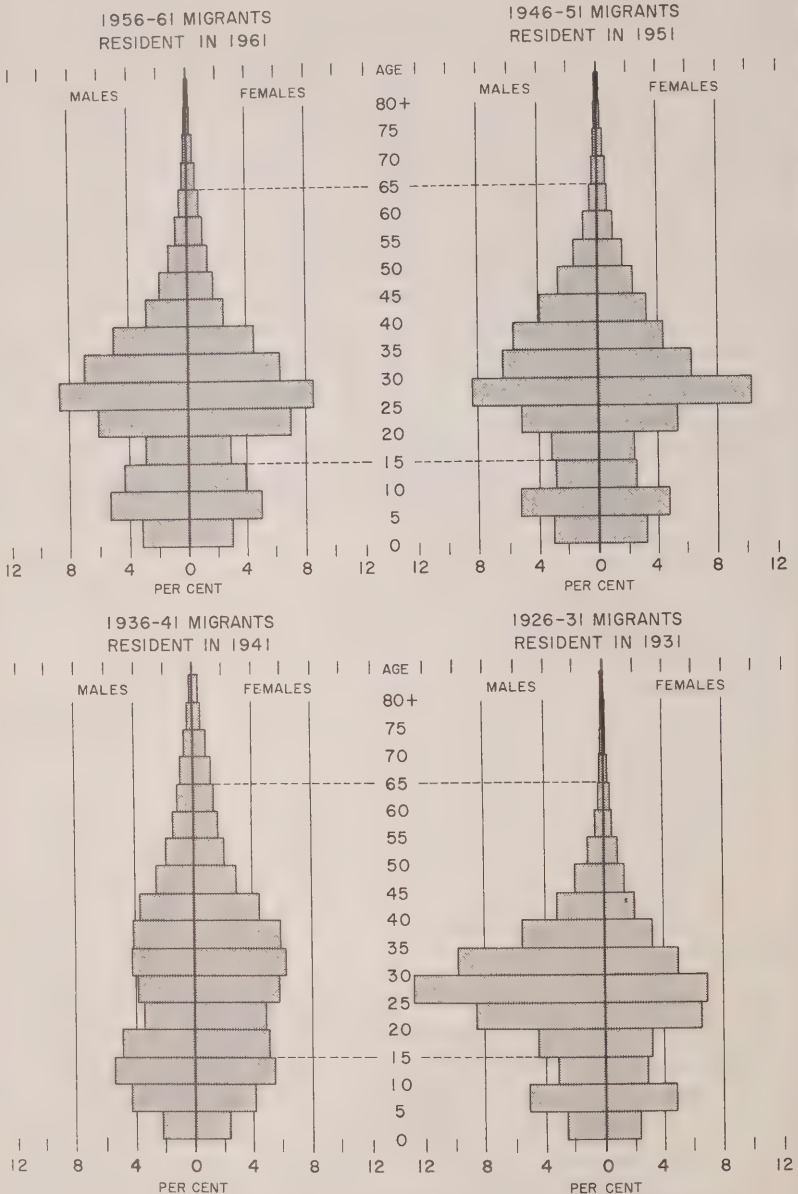 1956-61 MIGRANTS
RESIDENT IN 1961
1946-51 MIGRANTS
RESIDENT IN 1951
12 AGE 12
MALES FEMALES 80+ MALES FEMALES
75
70
65
60
55
50
45
40
35
30
25
20
15
10
5
0
12 8 4 0 4 8 12 8 4 0 4 8 12
PER CENT PER CENT
1936-41 MIGRANTS
RESIDENT IN 1941
1926-31 MIGRANTS
RESIDENT IN 1931
12 AGE 12 12
MALES FEMALES 80+ MALES FEMALES
75
70
65
60
55
50
45
40
35
30
25
20
15
10
5
0
12 8 4 0 4 8 12 8 4 0 4 8 12
PER CENT PER CENT